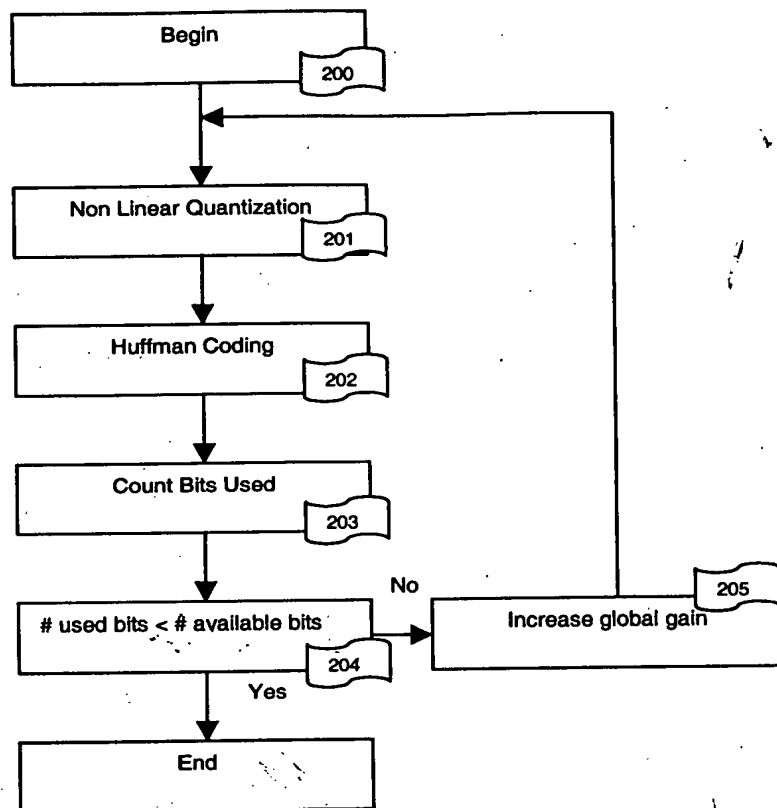 Begin
200
Non Linear Quantization
201
Huffman Coding
202
Count Bits Used
203
# used bits < # available bits
204
No
205
Increase global gain
Yes
End